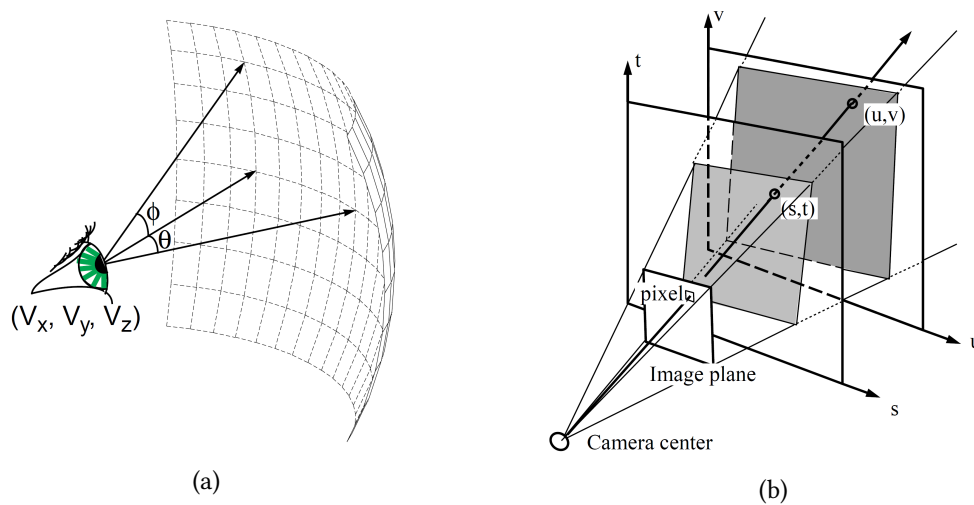 ϕ
θ
(Vx, Vy, Vz)
(a)
v
t
(u,v)
(s,t)
pixel
u
Image plane
s
Camera center
(b)